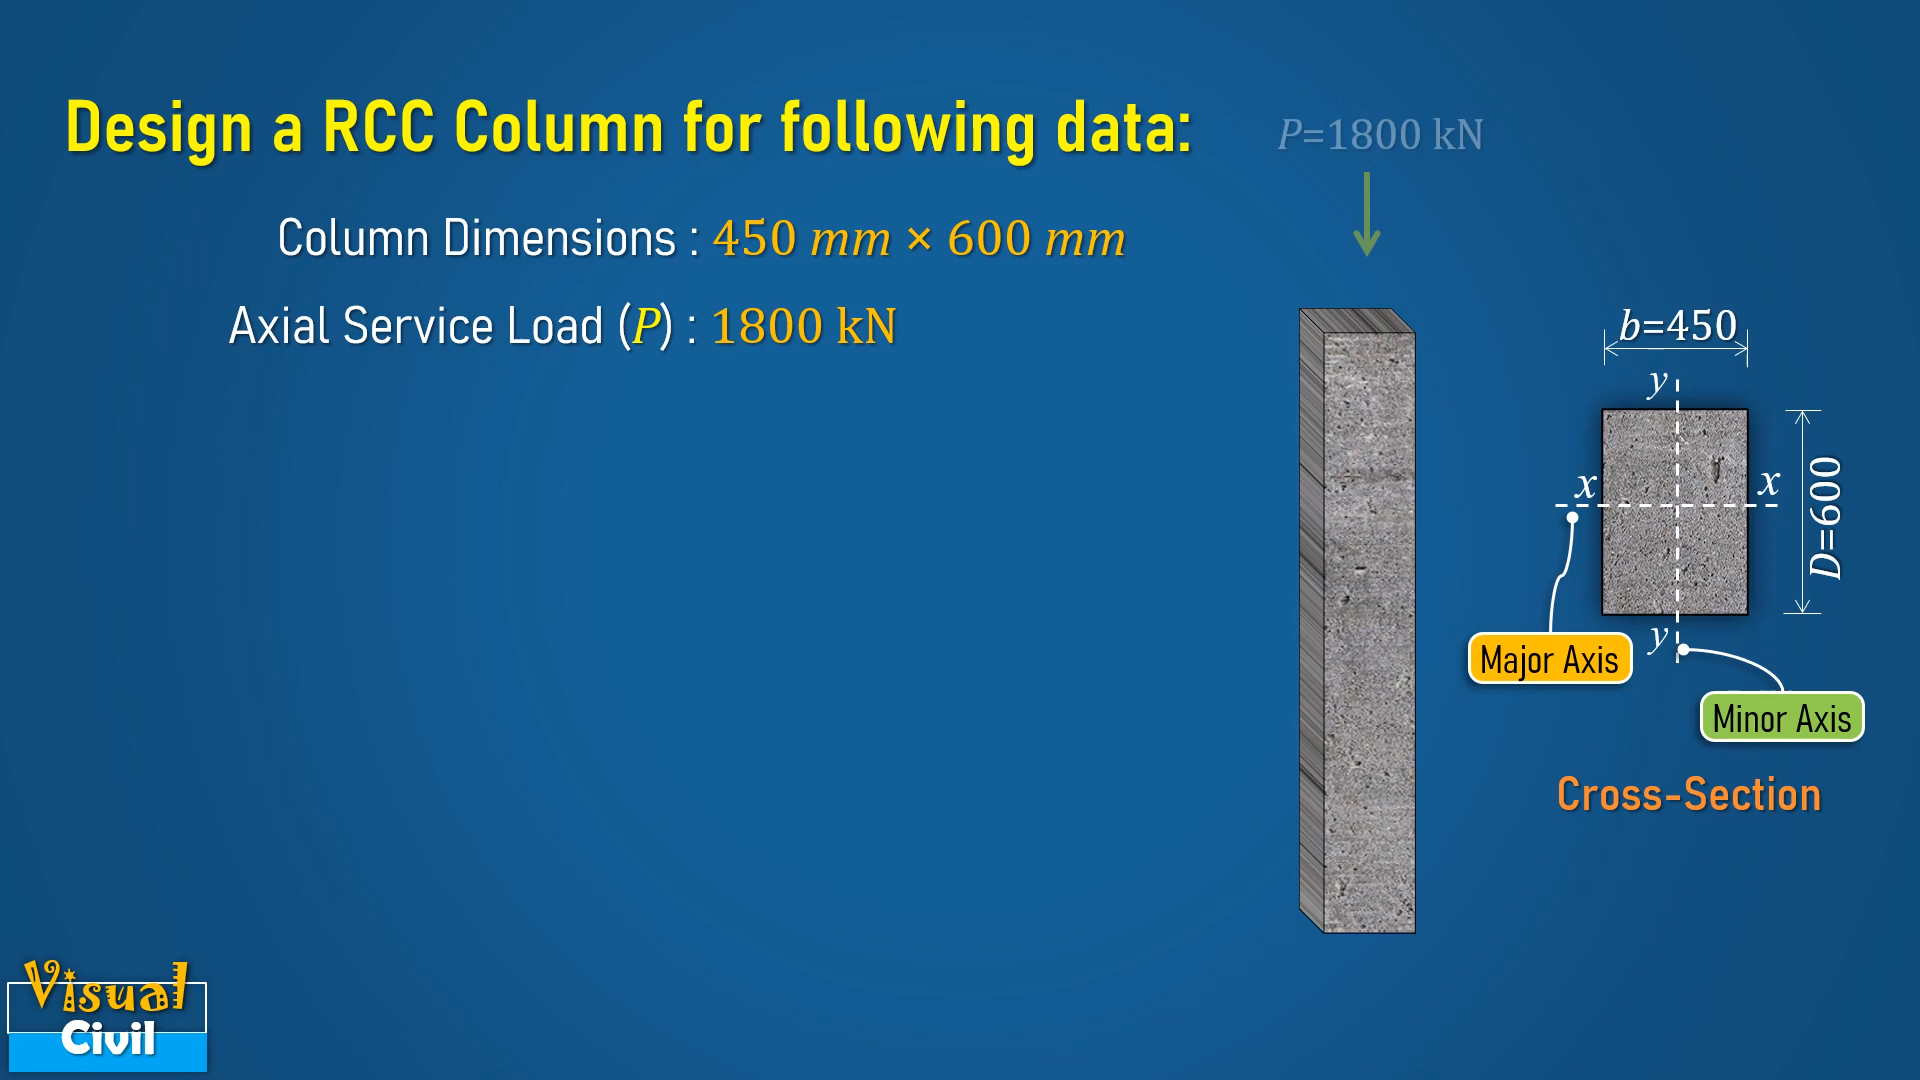 Design a RCC Column for following data:
P=1800 kN
Column Dimensions : 450 mm × 600 mm
Axial Service Load (P) : 1800 kN
b=450
y
x
x
D=600
y
Major Axis
Minor Axis
Cross-Section
Visual
Civil